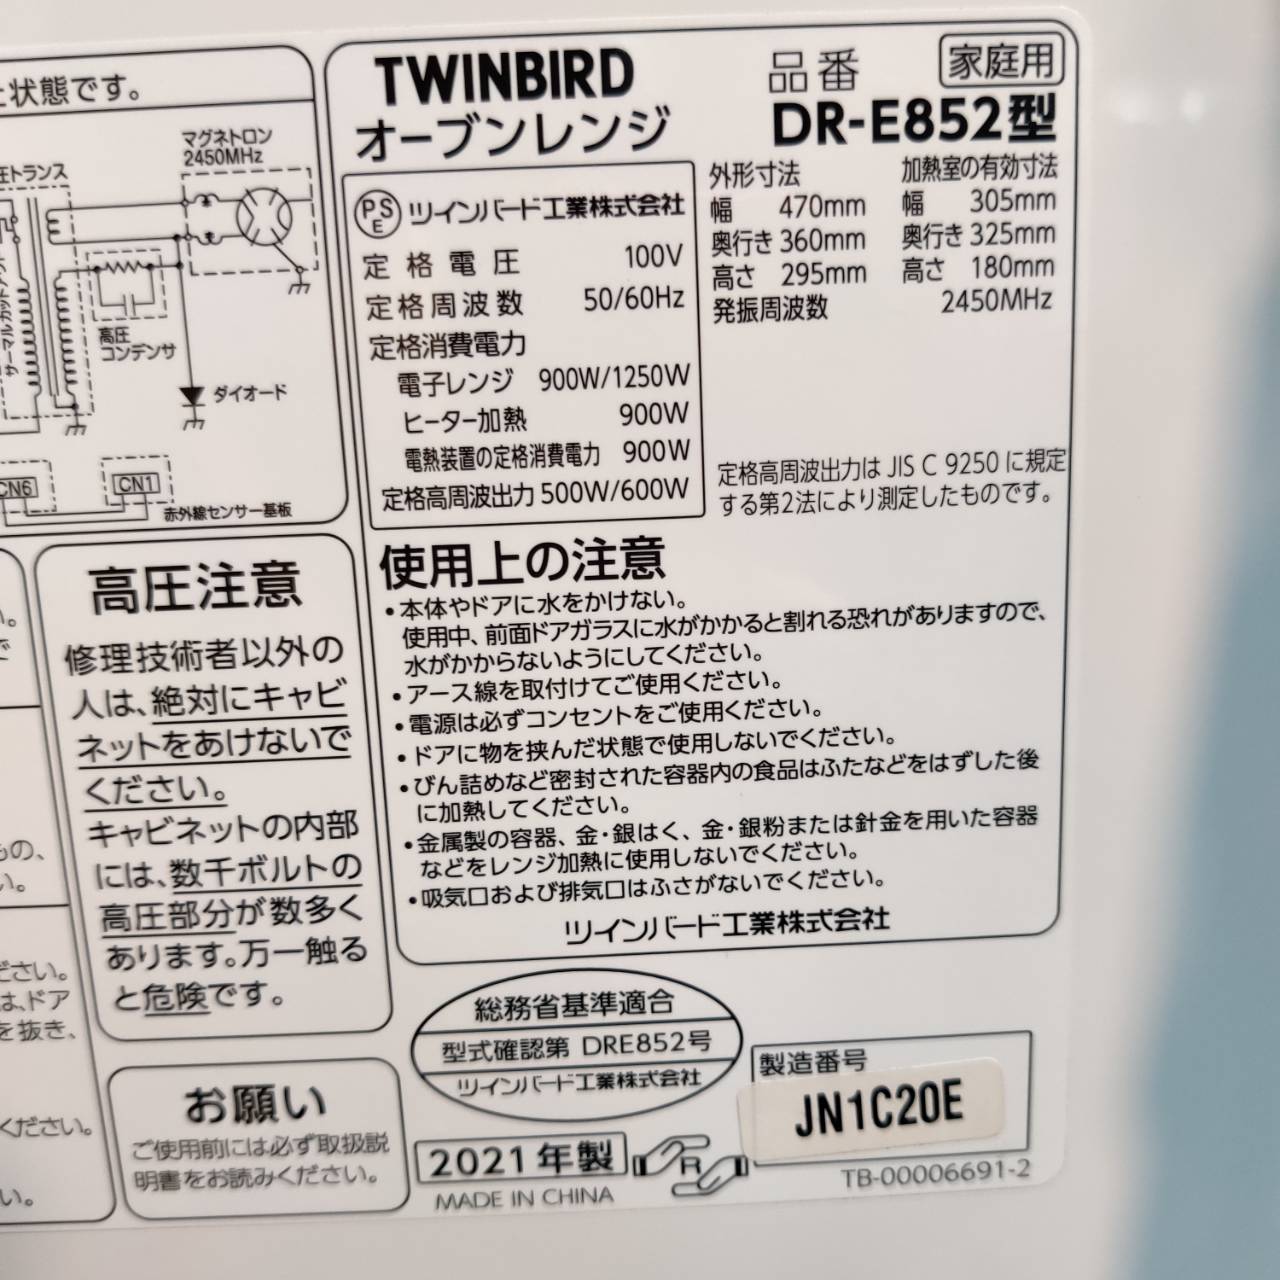 状態です。
マグネトロン
2450MHz
圧トランス
高圧
コンデンサ
ダイオード
CN6
CN1
赤外線センサー基板
高圧注意
修理技術者以外の
人は、絶対にキャビ
ネットをあけないで
ください。
キャビネットの内部
には、数千ボルトの
高圧部分が数多く
あります。万一触る
と危険です。
お願い
ご使用前には必ず取扱説
明書をお読みください。
TWINBIRD
オーブンレンジ
品番
家庭用
DR-E852型
PS
E
ツインバード工業株式会社
定格電圧 100V
定格周波数 50/60Hz
定格消費電力
電子レンジ 900W/1250W
ヒーター加熱 900W
電熱装置の定格消費電力 900W
定格高周波出力 500W/600W
外形寸法
幅 470mm
奥行き 360mm
高さ 295mm
発振周波数 2450MHz
加熱室の有効寸法
幅 305mm
奥行き 325mm
高さ 180mm
定格高周波出力は JIS C 9250 に規定
する第2法により測定したものです。
使用上の注意
・本体やドアに水をかけない。
使用中、前面ドアガラスに水がかかると割れる恐れがありますので、
水がかからないようにしてください。
・アース線を取付けてご使用ください。
・電源は必ずコンセントをご使用ください。
・ドアに物を挟んだ状態で使用しないでください。
・びん詰めなど密封された容器内の食品はふたなどをはずした後
に加熱してください。
・金属製の容器、金・銀はく、金・銀粉または針金を用いた容器
などをレンジ加熱に使用しないでください。
・吸気口および排気口はふさがないでください。
ツインバード工業株式会社
総務省基準適合
型式確認第 DRE852号
ツインバード工業株式会社
2021年製
MADE IN CHINA
R
製造番号
JN1C20E
TB-00006691-2
もの、
い。
ださい。
は、ドア
を抜き、
ください。
い。